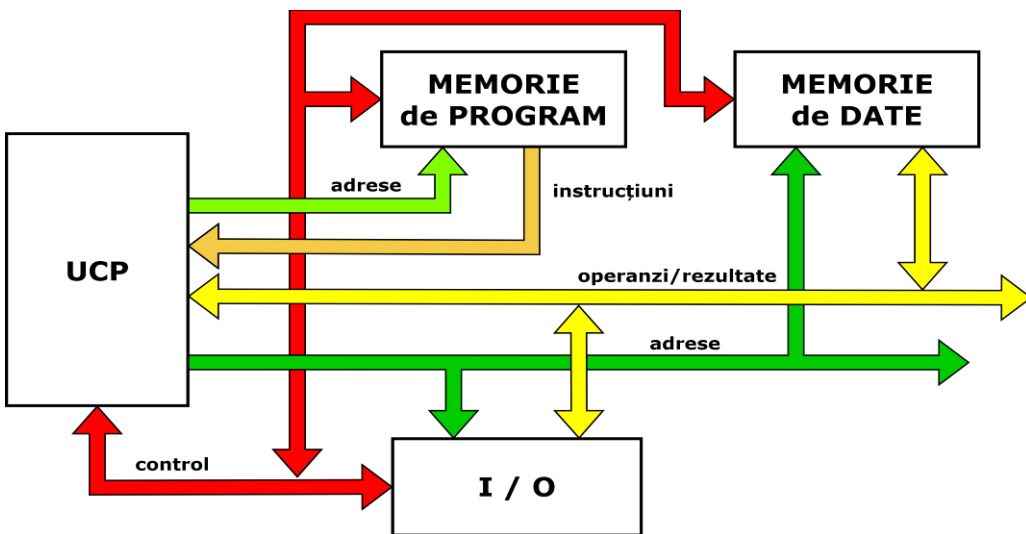 MEMORIE
de PROGRAM
MEMORIE
de DATE
adrese
instrucțiuni
UCP
operanzi/rezultate
adrese
control
I / O